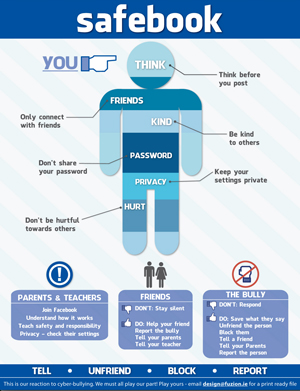 safebook
YOU
THINK
Think before
you post
FRIENDS
Only connect
with friends
KIND
Be kind
to others
PASSWORD
Don't share
your password
PRIVACY
Keep your
settings private
HURT
Don't be hurtful
towards others
PARENTS & TEACHERS
Join Facebook
Understand how it works
Teach safety and responsibility
Privacy – check their settings
FRIENDS
DON'T: Stay silent
DO: Help your friend
Report the bully
Tell your parents
Tell your teacher
THE BULLY
DON'T: Respond
DO: Save what they say
Unfriend the person
Block them
Tell a friend
Tell your Parents
Report the person
TELL • UNFRIEND • BLOCK • REPORT
This is our reaction to cyber-bullying. We must all play our part! Play yours - email design@fuzion.ie for a print ready file